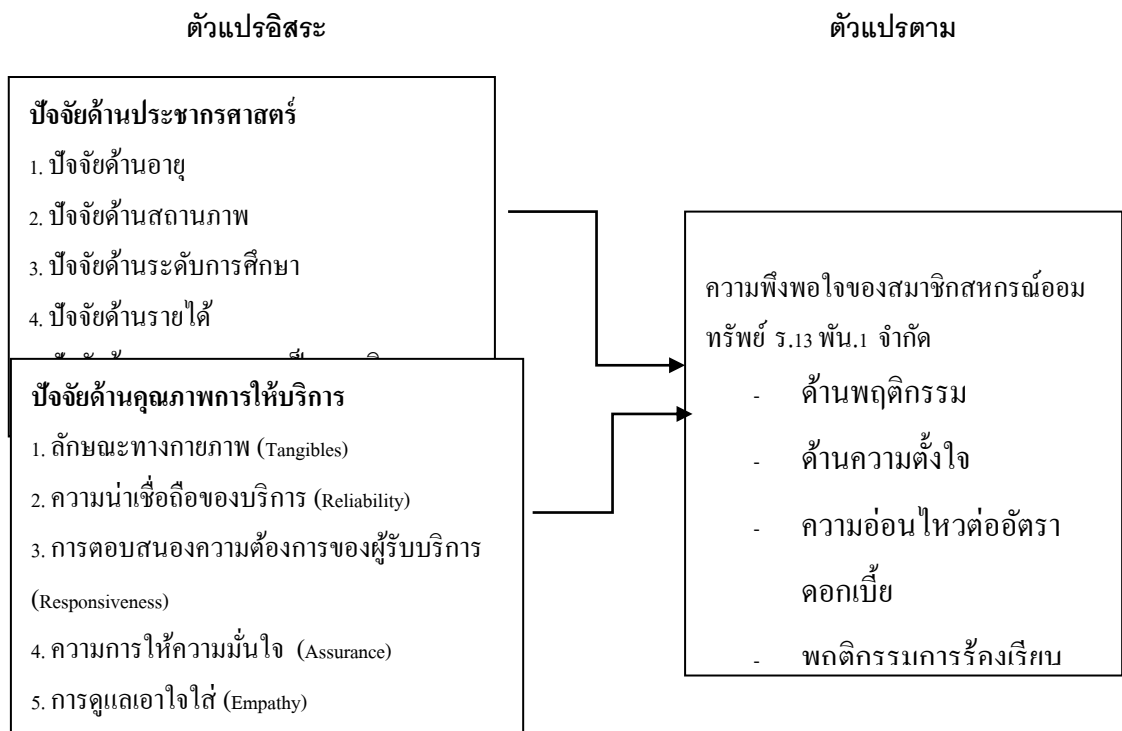 ตัวแปรอิสระ
ตัวแปรตาม
ปัจจัยด้านประชากรศาสตร์
1. ปัจจัยด้านอายุ
2. ปัจจัยด้านสถานภาพ
3. ปัจจัยด้านระดับการศึกษา
4. ปัจจัยด้านรายได้
ปัจจัยด้านคุณภาพการให้บริการ
1. ลักษณะทางกายภาพ (Tangibles)
2. ความน่าเชื่อถือของบริการ (Reliability)
3. การตอบสนองความต้องการของผู้รับบริการ
(Responsiveness)
4. ความการให้ความมั่นใจ (Assurance)
5. การดูแลเอาใจใส่ (Empathy)
ความพึงพอใจของสมาชิกสหกรณ์ออม
ทรัพย์ ร.13 พัน.1 จำกัด
- ด้านพฤติกรรม
- ด้านความตั้งใจ
- ความอ่อนไหวต่ออัตรา
ดอกเบี้ย
- พฤติกรรมการร้องเรียน